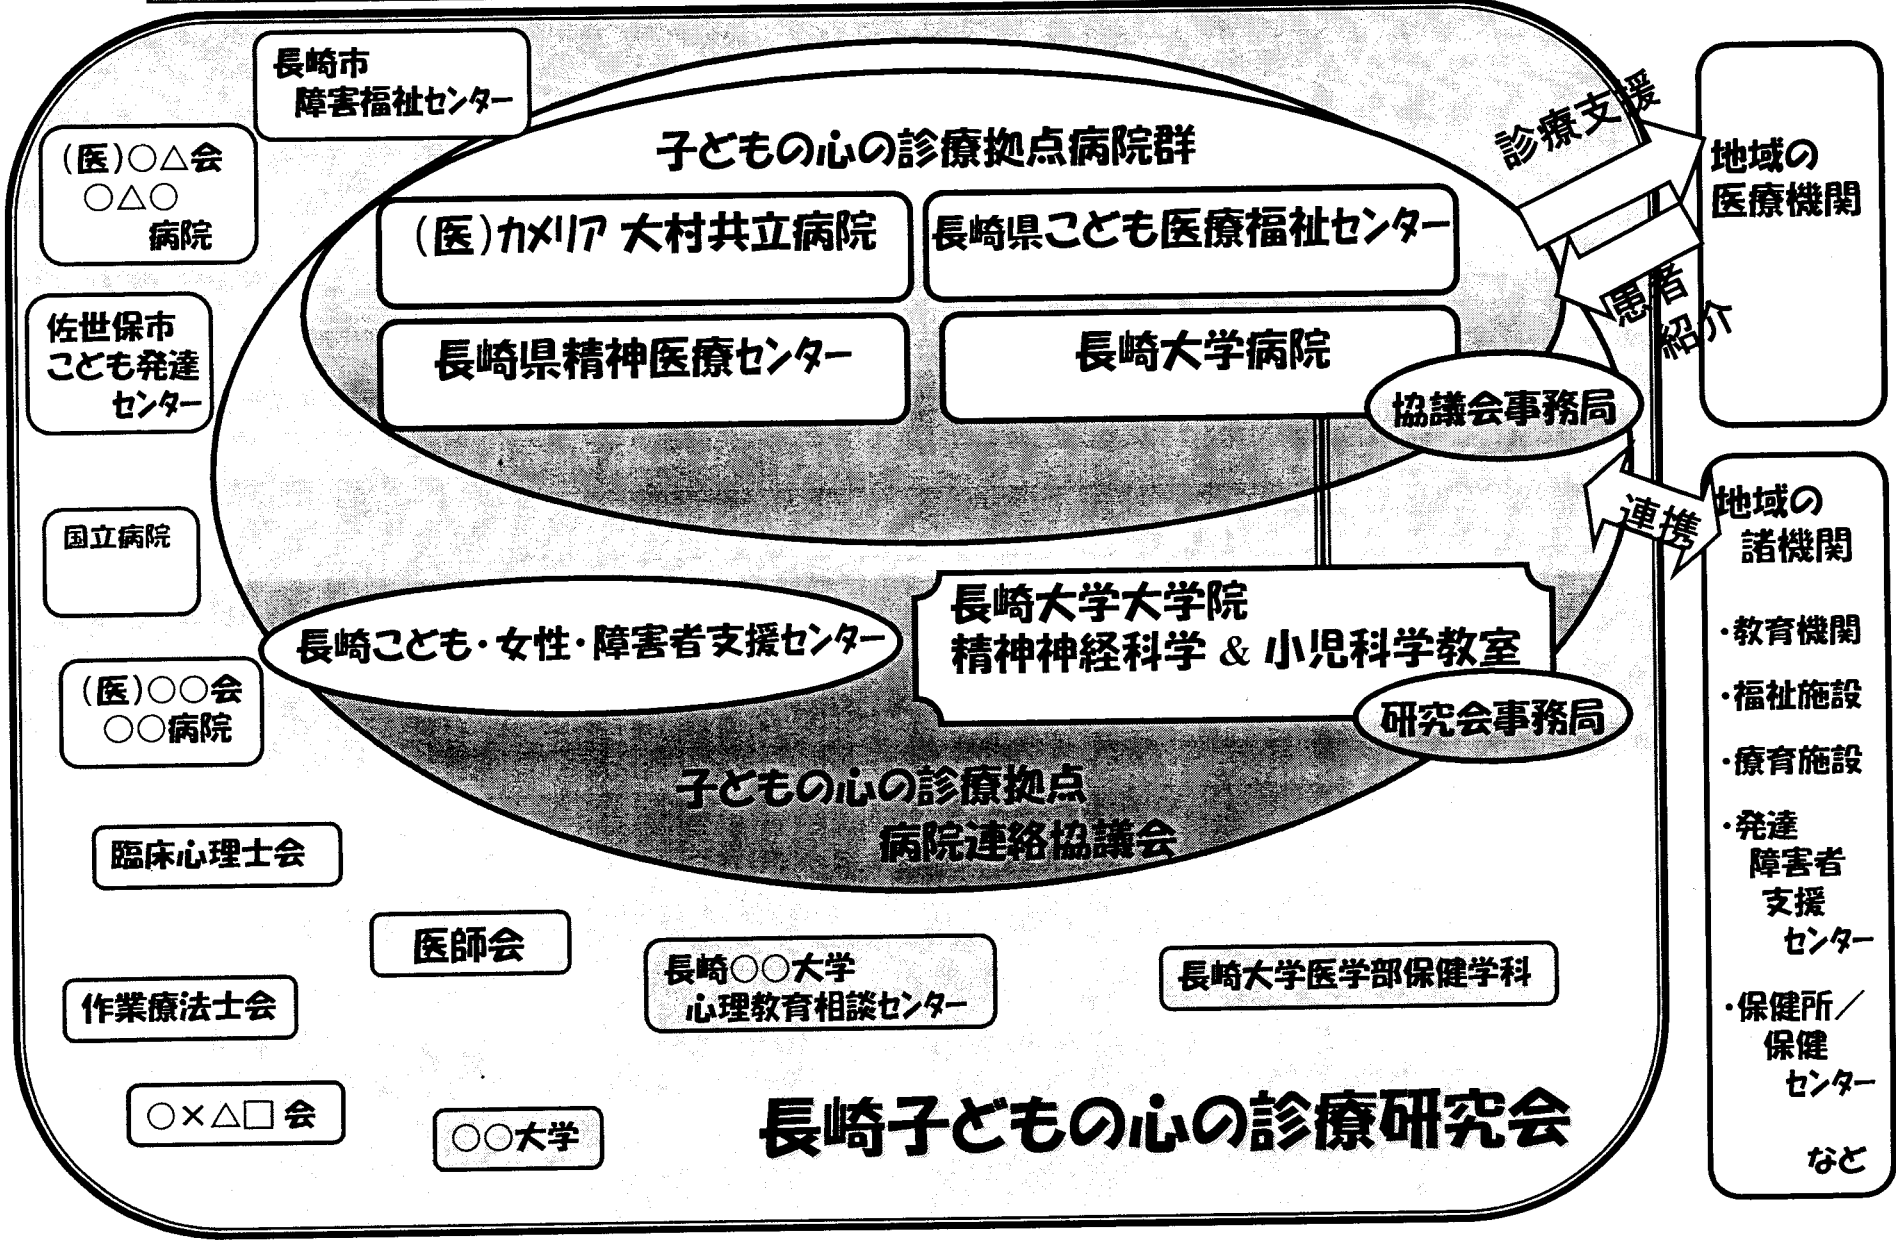 長崎市
障害福祉センター
(医)○△会
○△○
病院
佐世保市
こども発達
センター
国立病院
(医)○○会
○○病院
臨床心理士会
作業療法士会
○×△□会
医師会
○○大学
長崎○○大学
心理教育相談センター
長崎大学医学部保健学科
子どもの心の診療拠点病院群
(医)カメリア 大村共立病院
長崎県こども医療福祉センター
長崎県精神医療センター
長崎大学病院
協議会事務局
長崎こども・女性・障害者支援センター
長崎大学大学院
精神神経科学 & 小児科学教室
研究会事務局
子どもの心の診療拠点
病院連絡協議会
長崎子どもの心の診療研究会
診療支援
患者
紹介
連携
地域の
医療機関
地域の
諸機関
・教育機関
・福祉施設
・療育施設
・発達
障害者
支援
センター
・保健所/
保健
センター
など